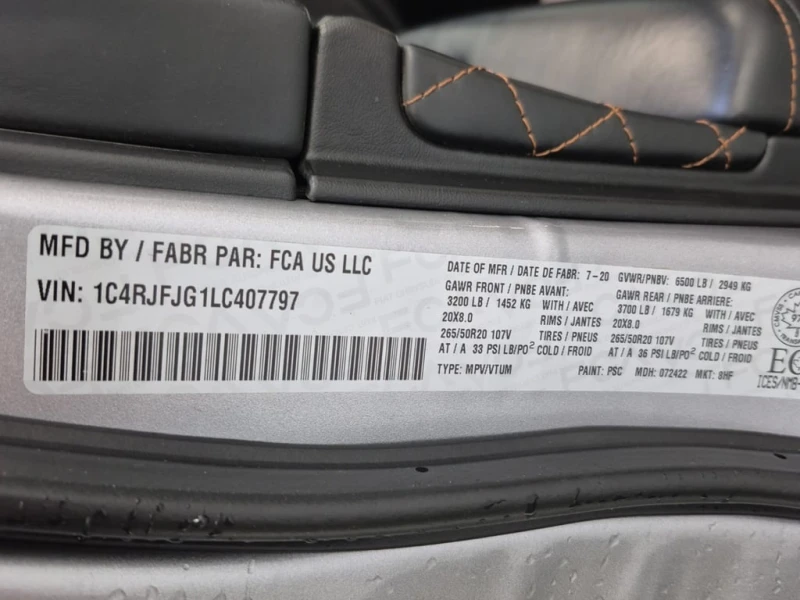 MFD BY / FABR PAR: FCA US LLC
VIN: 1C4RJFJG1LC407797
DATE OF MFR / DATE DE FABR: 7-20 GVWR/PNBV: 6500 LB / 2949 KG
GAWR FRONT / PNBE AVANT: GAWR REAR / PNBE ARRIERE:
3200 LB / 1452 KG WITH / AVEC 3700 LB / 1679 KG WITH / AVEC
20X8.0 RIMS / JANTES 20X8.0 RIMS / JANTES
265/50R20 107V TIRES / PNEUS 265/50R20 107V TIRES / PNEUS
AT / A 33 PSI LB/PO² COLD / FROID AT / A 36 PSI LB/PO² COLD / FROID
TYPE: MPV/VTUM PAINT: PSC MDH: 072422 MKT: 8HF